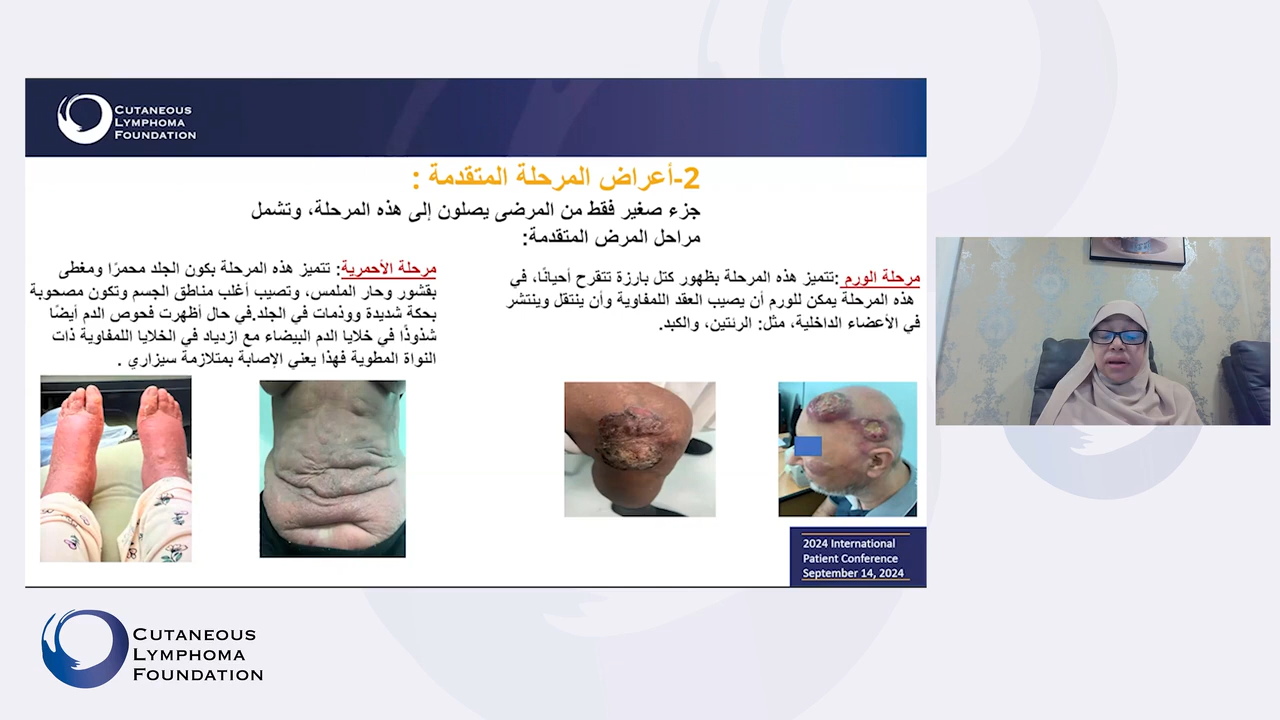 CUTANEOUS
LYMPHOMA
FOUNDATION
2-أعراض المرحلة المتقدمة :
جزء صغير فقط من المرضى يصلون إلى هذه المرحلة، وتشمل
مراحل المرض المتقدمة:
مرحلة الورم :تتميز هذه المرحلة بظهور كتل بارزة تتقرح أحيانًا، في
هذه المرحلة يمكن للورم أن يصيب العقد اللمفاوية وأن ينتقل وينتشر
في الأعضاء الداخلية، مثل: الرئتين، والكبد.
مرحلة الأحمرية: تتميز هذه المرحلة بكون الجلد محمرًا ومغطى
بقشور وحار الملمس، وتصيب أغلب مناطق الجسم وتكون مصحوبة
بحكة شديدة ووذمات في الجلد.في حال أظهرت فحوص الدم أيضًا
شذوذًا في خلايا الدم البيضاء مع ازدياد في الخلايا اللمفاوية ذات
النواة المطوية فهذا يعني الإصابة بمتلازمة سيزاري .
2024 International
Patient Conference
September 14, 2024
CUTANEOUS
LYMPHOMA
FOUNDATION